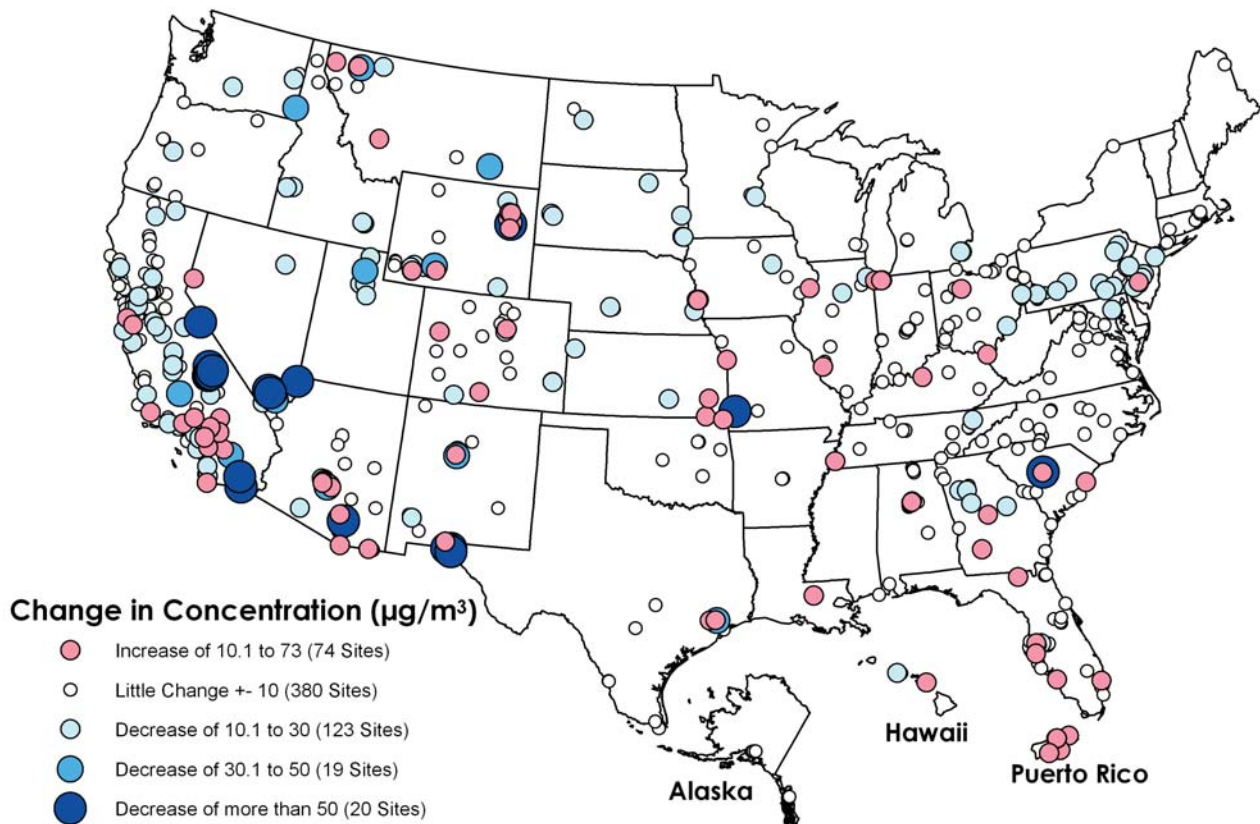 Change in Concentration (µg/m³)
Increase of 10.1 to 73 (74 Sites)
Little Change +- 10 (380 Sites)
Decrease of 10.1 to 30 (123 Sites)
Decrease of 30.1 to 50 (19 Sites)
Decrease of more than 50 (20 Sites)
Alaska
Hawaii
Puerto Rico